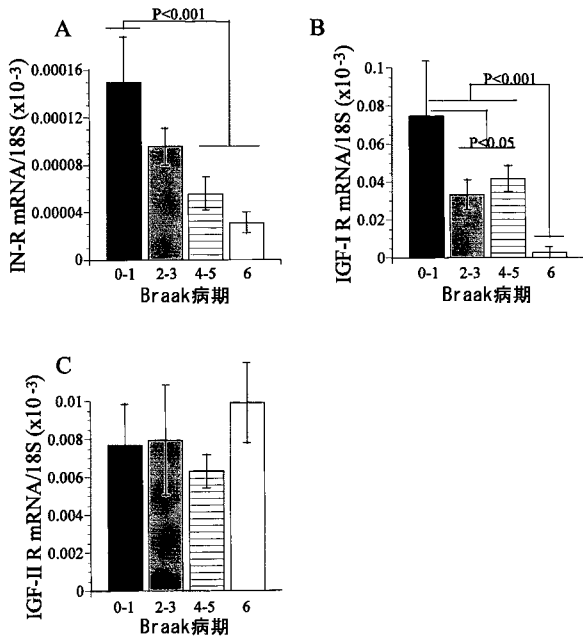 A
P<0.001
IN-R mRNA/18S (x10-3)
0.00016
0.00012
0.00008
0.00004
0
0-1
2-3
4-5
6
Braak病期
B
P<0.001
P<0.05
IGF-I R mRNA/18S (x10-3)
0.1
0.08
0.06
0.04
0.02
0
0-1
2-3
4-5
6
Braak病期
C
IGF-II R mRNA/18S (x10-3)
0.01
0.008
0.006
0.004
0.002
0
0-1
2-3
4-5
6
Braak病期